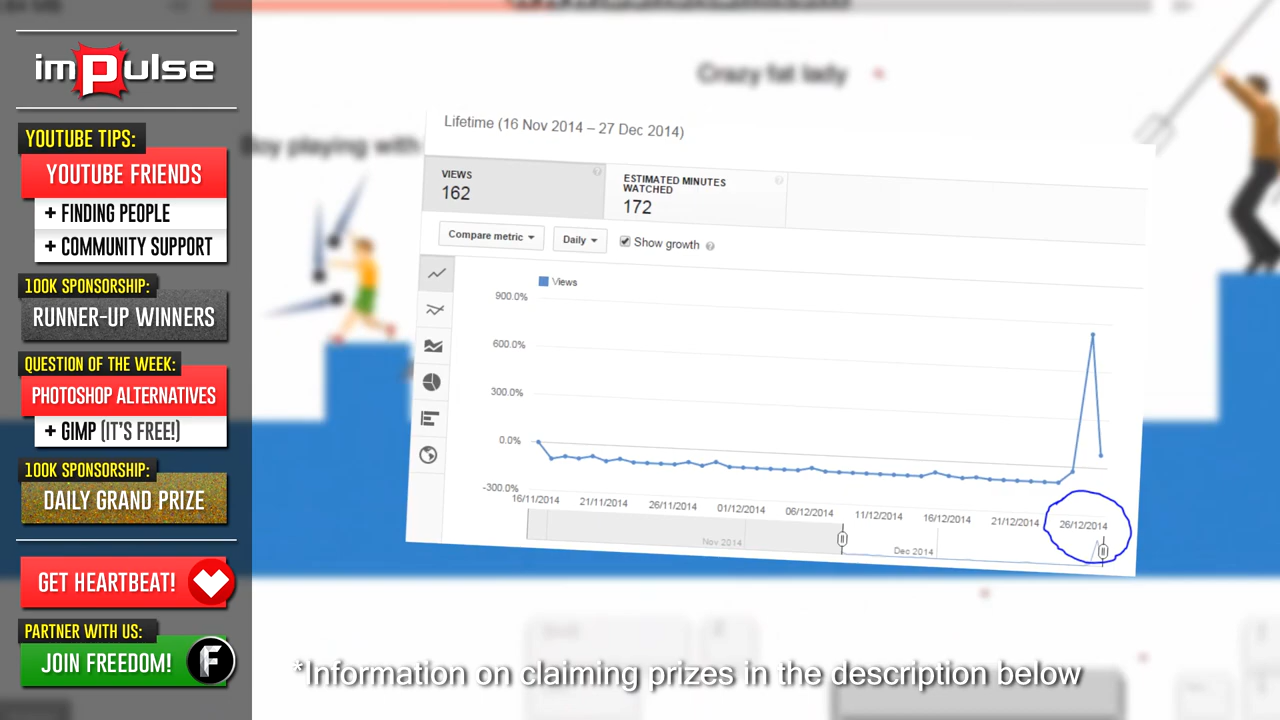 imPulse
YOUTUBE TIPS:
YOUTUBE FRIENDS
+ FINDING PEOPLE
+ COMMUNITY SUPPORT
100K SPONSORSHIP:
RUNNER-UP WINNERS
QUESTION OF THE WEEK:
PHOTOSHOP ALTERNATIVES
+ GIMP (IT'S FREE!)
100K SPONSORSHIP:
DAILY GRAND PRIZE
GET HEARTBEAT!
PARTNER WITH US:
JOIN FREEDOM! F
Crazy fat lady
Boy playing with
Lifetime (16 Nov 2014 – 27 Dec 2014)
VIEWS
162
ESTIMATED MINUTES
WATCHED
172
Compare metric
Daily
Show growth
Views
900.0%
600.0%
300.0%
0.0%
-300.0%
16/11/2014 21/11/2014 26/11/2014 01/12/2014 06/12/2014 11/12/2014 16/12/2014 21/12/2014 26/12/2014
Nov 2014 Dec 2014
*Information on claiming prizes in the description below